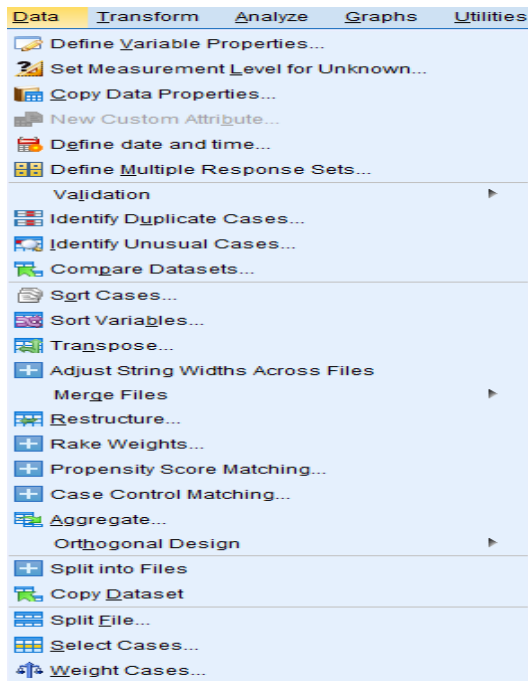 Data Transform Analyze Graphs Utilities
Define Variable Properties...
Set Measurement Level for Unknown...
Copy Data Properties...
New Custom Attribute...
Define date and time...
Define Multiple Response Sets...
Validation
Identify Duplicate Cases...
Identify Unusual Cases...
Compare Datasets...
Sort Cases...
Sort Variables...
Transpose...
Adjust String Widths Across Files
Merge Files
Restructure...
Rake Weights...
Propensity Score Matching...
Case Control Matching...
Aggregate...
Orthogonal Design
Split into Files
Copy Dataset
Split File...
Select Cases...
Weight Cases...